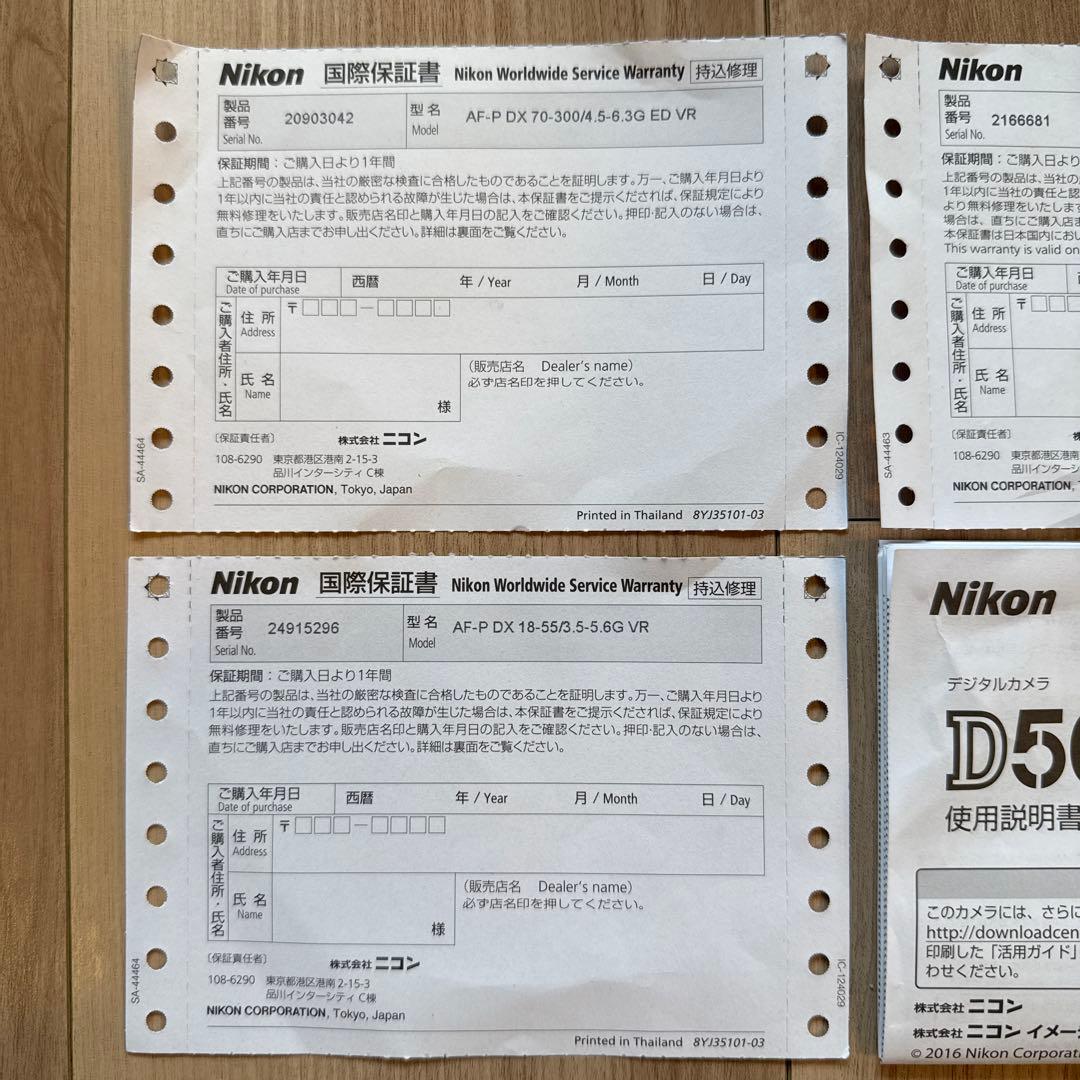 Nikon 国際保証書 Nikon Worldwide Service Warranty 持込修理
製品番号 Serial No. 20903042 型名 Model AF-P DX 70-300/4.5-6.3G ED VR
保証期間：ご購入日より1年間
上記番号の製品は、当社の厳密な検査に合格したものであることを証明します。万一、ご購入年月日より
1年以内に当社の責任と認められる故障が生じた場合は、本保証書をご提示くだされば、保証規定により
無料修理をいたします。販売店名印と購入年月日の記入をご確認ください。押印・記入のない場合は、
直ちにご購入店までお申し出ください。詳細は裏面をご覧ください。
ご購入年月日 Date of purchase 西暦 年 / Year 月 / Month 日 / Day
ご購入者住所・氏名
住所 Address 〒
氏名 Name 様
（販売店名 Dealer's name）
必ず店名印を押してください。
〔保証責任者〕 株式会社 ニコン
108-6290 東京都港区港南 2-15-3
品川インターシティ C棟
NIKON CORPORATION, Tokyo, Japan
Printed in Thailand 8YJ35101-03
SA-44464
IC-124029
Nikon
製品番号 Serial No. 2166681
保証期間：ご購入日より
上記番号の製品は、当
1年以内に当社の責任と
より無料修理をいたします
場合は、直ちにご購入店ま
本保証書は日本国内におい
This warranty is valid on
ご購入年月日 Date of purchase
ご購入者住所・氏名
住所 Address 〒
氏名 Name
〔保証責任者〕
108-6290 東京都港区港南
品川インターシ
NIKON CORPORATION,
SA-44463
Nikon 国際保証書 Nikon Worldwide Service Warranty 持込修理
製品番号 Serial No. 24915296 型名 Model AF-P DX 18-55/3.5-5.6G VR
保証期間：ご購入日より1年間
上記番号の製品は、当社の厳密な検査に合格したものであることを証明します。万一、ご購入年月日より
1年以内に当社の責任と認められる故障が生じた場合は、本保証書をご提示くだされば、保証規定により
無料修理をいたします。販売店名印と購入年月日の記入をご確認ください。押印・記入のない場合は、
直ちにご購入店までお申し出ください。詳細は裏面をご覧ください。
ご購入年月日 Date of purchase 西暦 年 / Year 月 / Month 日 / Day
ご購入者住所・氏名
住所 Address 〒
氏名 Name 様
（販売店名 Dealer's name）
必ず店名印を押してください。
〔保証責任者〕 株式会社 ニコン
108-6290 東京都港区港南 2-15-3
品川インターシティ C棟
NIKON CORPORATION, Tokyo, Japan
Printed in Thailand 8YJ35101-03
SA-44464
IC-124029
Nikon
デジタルカメラ
D5
使用説明書
このカメラには、さらに
http://downloadcen
印刷した「活用ガイド」
わせください。
株式会社 ニコン
株式会社 ニコン イメー
© 2016 Nikon Corporat